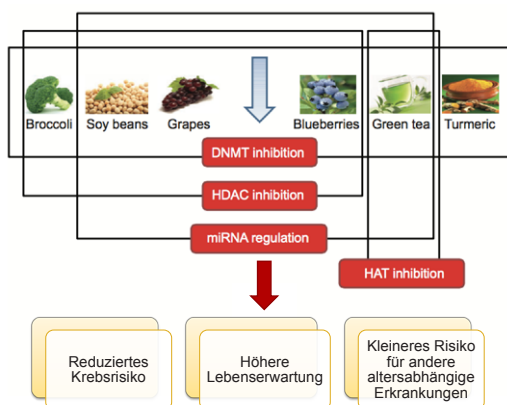 Broccoli
Soy beans
Grapes
Blueberries
Green tea
Turmeric
DNMT inhibition
HDAC inhibition
miRNA regulation
HAT inhibition
Reduziertes
Krebsrisiko
Höhere
Lebenserwartung
Kleineres Risiko
für andere
altersabhängige
Erkrankungen